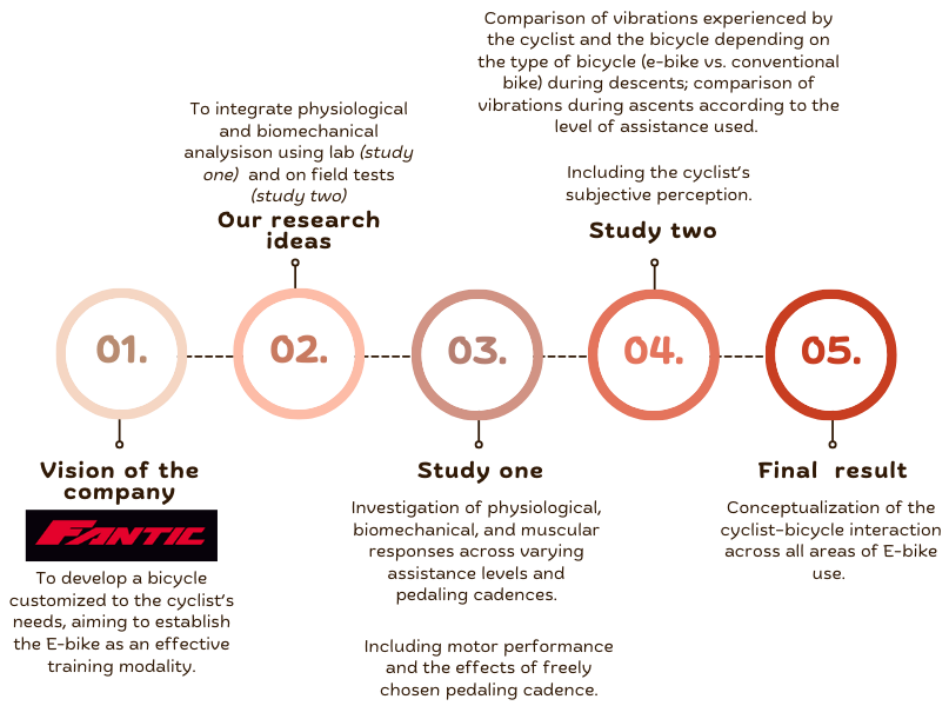 01.
Vision of the
company
FANTIC
To develop a bicycle
customized to the cyclist's
needs, aiming to establish
the E-bike as an effective
training modality.
To integrate physiological
and biomechanical
analysison using lab (study
one) and on field tests
(study two)
Our research
ideas
02.
03.
Study one
Investigation of physiological,
biomechanical, and muscular
responses across varying
assistance levels and
pedaling cadences.
Including motor performance
and the effects of freely
chosen pedaling cadence.
Comparison of vibrations experienced by
the cyclist and the bicycle depending on
the type of bicycle (e-bike vs. conventional
bike) during descents; comparison of
vibrations during ascents according to the
level of assistance used.
Including the cyclist's
subjective perception.
Study two
04.
05.
Final result
Conceptualization of the
cyclist-bicycle interaction
across all areas of E-bike
use.